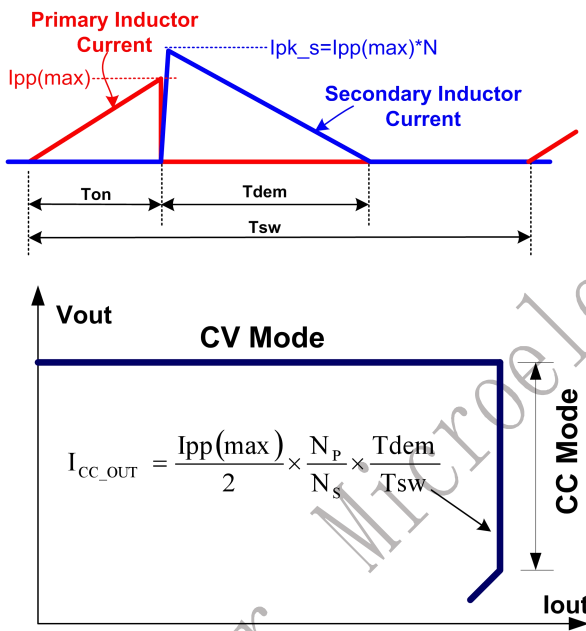 Primary Inductor
Current
Ipk_s=Ipp(max)*N
Ipp(max)
Secondary Inductor
Current
Ton
Tdem
Tsw
Vout
CV Mode
I_CC_OUT = Ipp(max)/2 × N_P/N_S × Tdem/Tsw
CC Mode
Iout